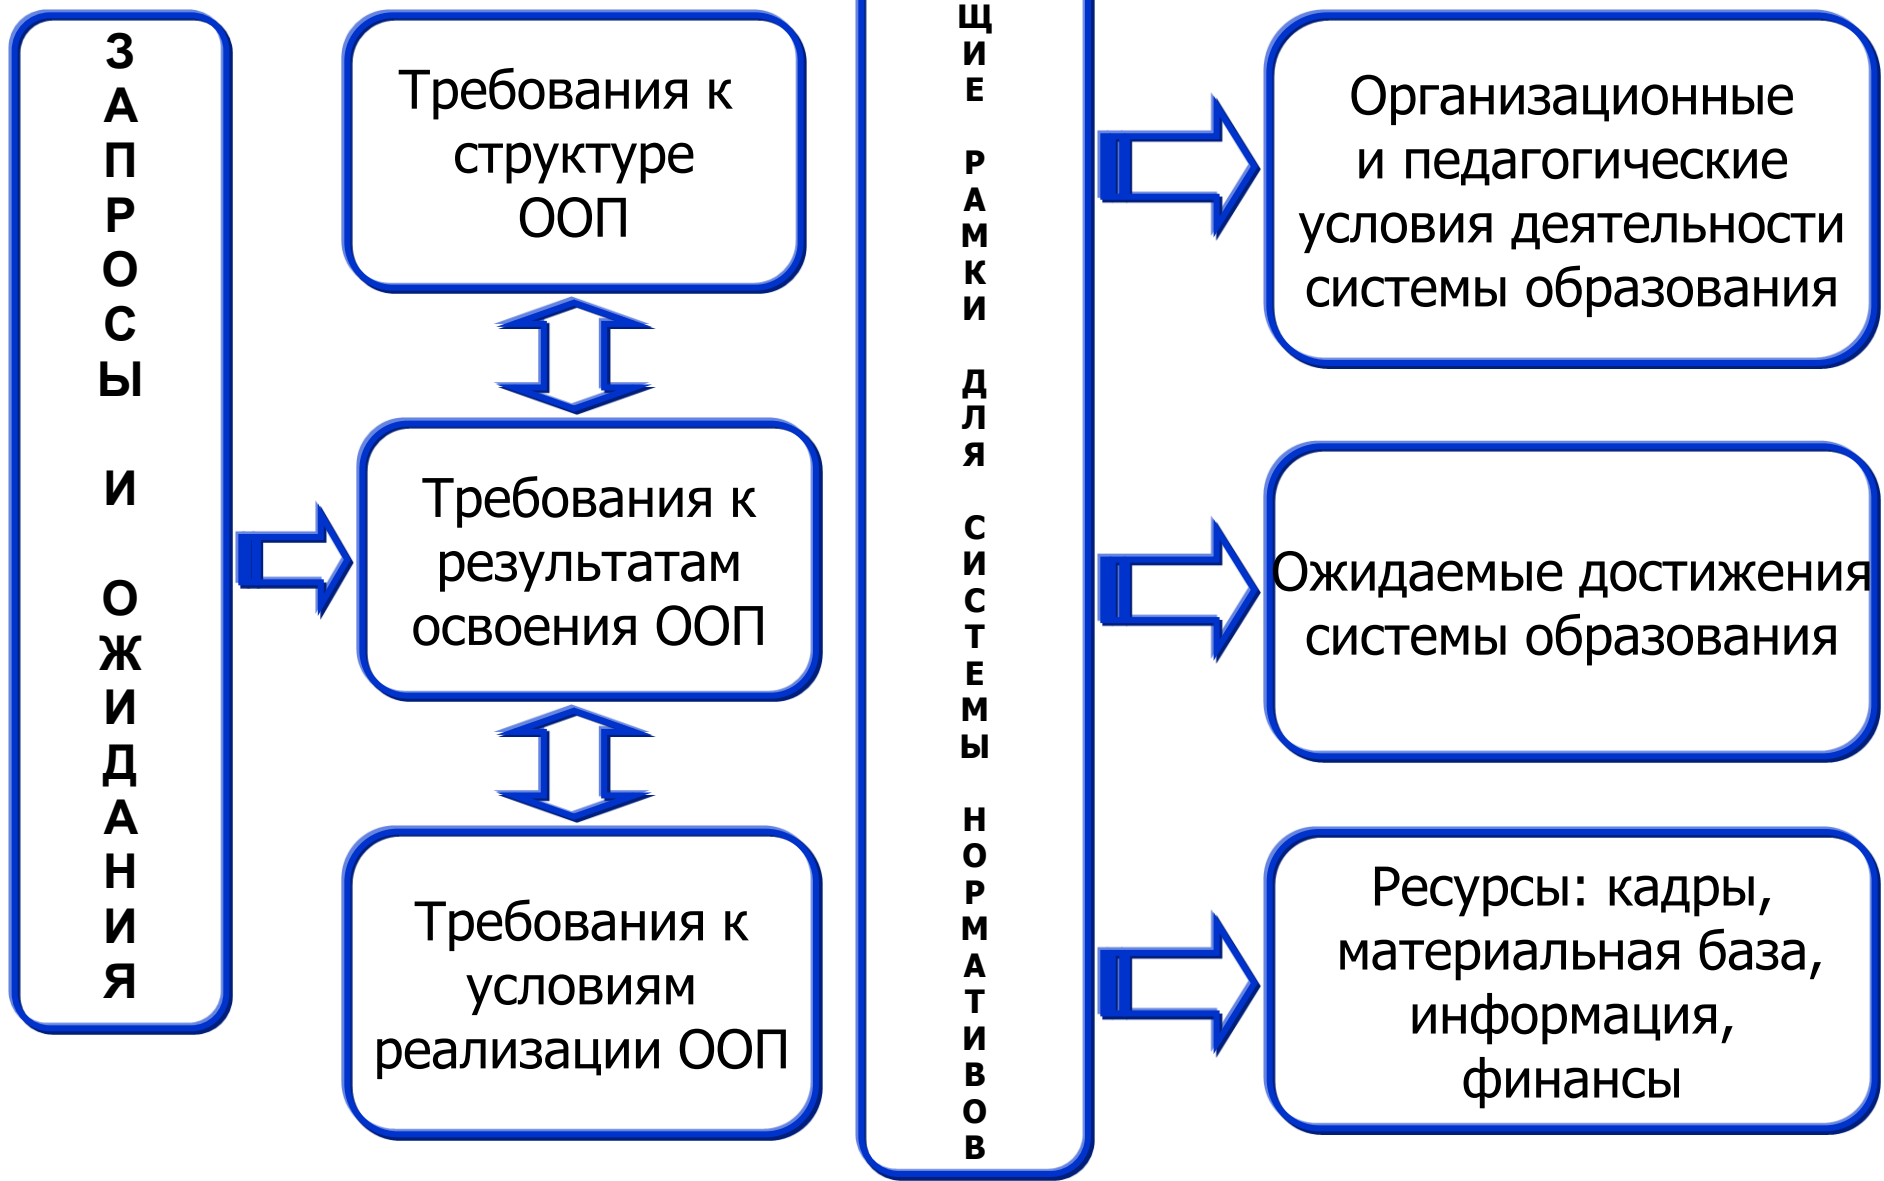 ЗАПРОСЫ И ОЖИДАНИЯ
Требования к
структуре
ООП
Требования к
результатам
освоения ООП
Требования к
условиям
реализации ООП
ЩИЕ РАМКИ ДЛЯ СИСТЕМЫ НОРМАТИВОВ
Организационные
и педагогические
условия деятельности
системы образования
Ожидаемые достижения
системы образования
Ресурсы: кадры,
материальная база,
информация,
финансы